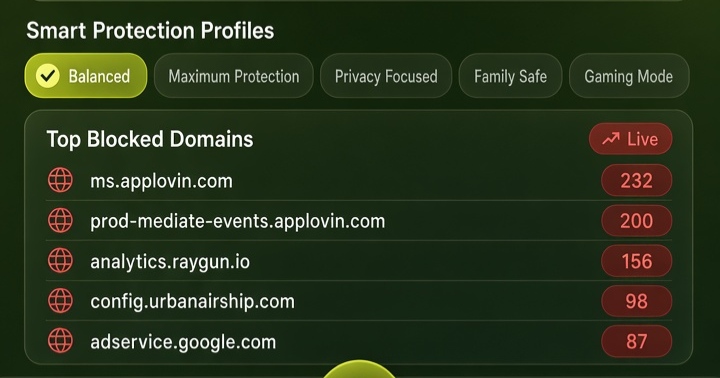 Smart Protection Profiles
Balanced Maximum Protection Privacy Focused Family Safe Gaming Mode
Top Blocked Domains Live
ms.applovin.com 232
prod-mediate-events.applovin.com 200
analytics.raygun.io 156
config.urbanairship.com 98
adservice.google.com 87